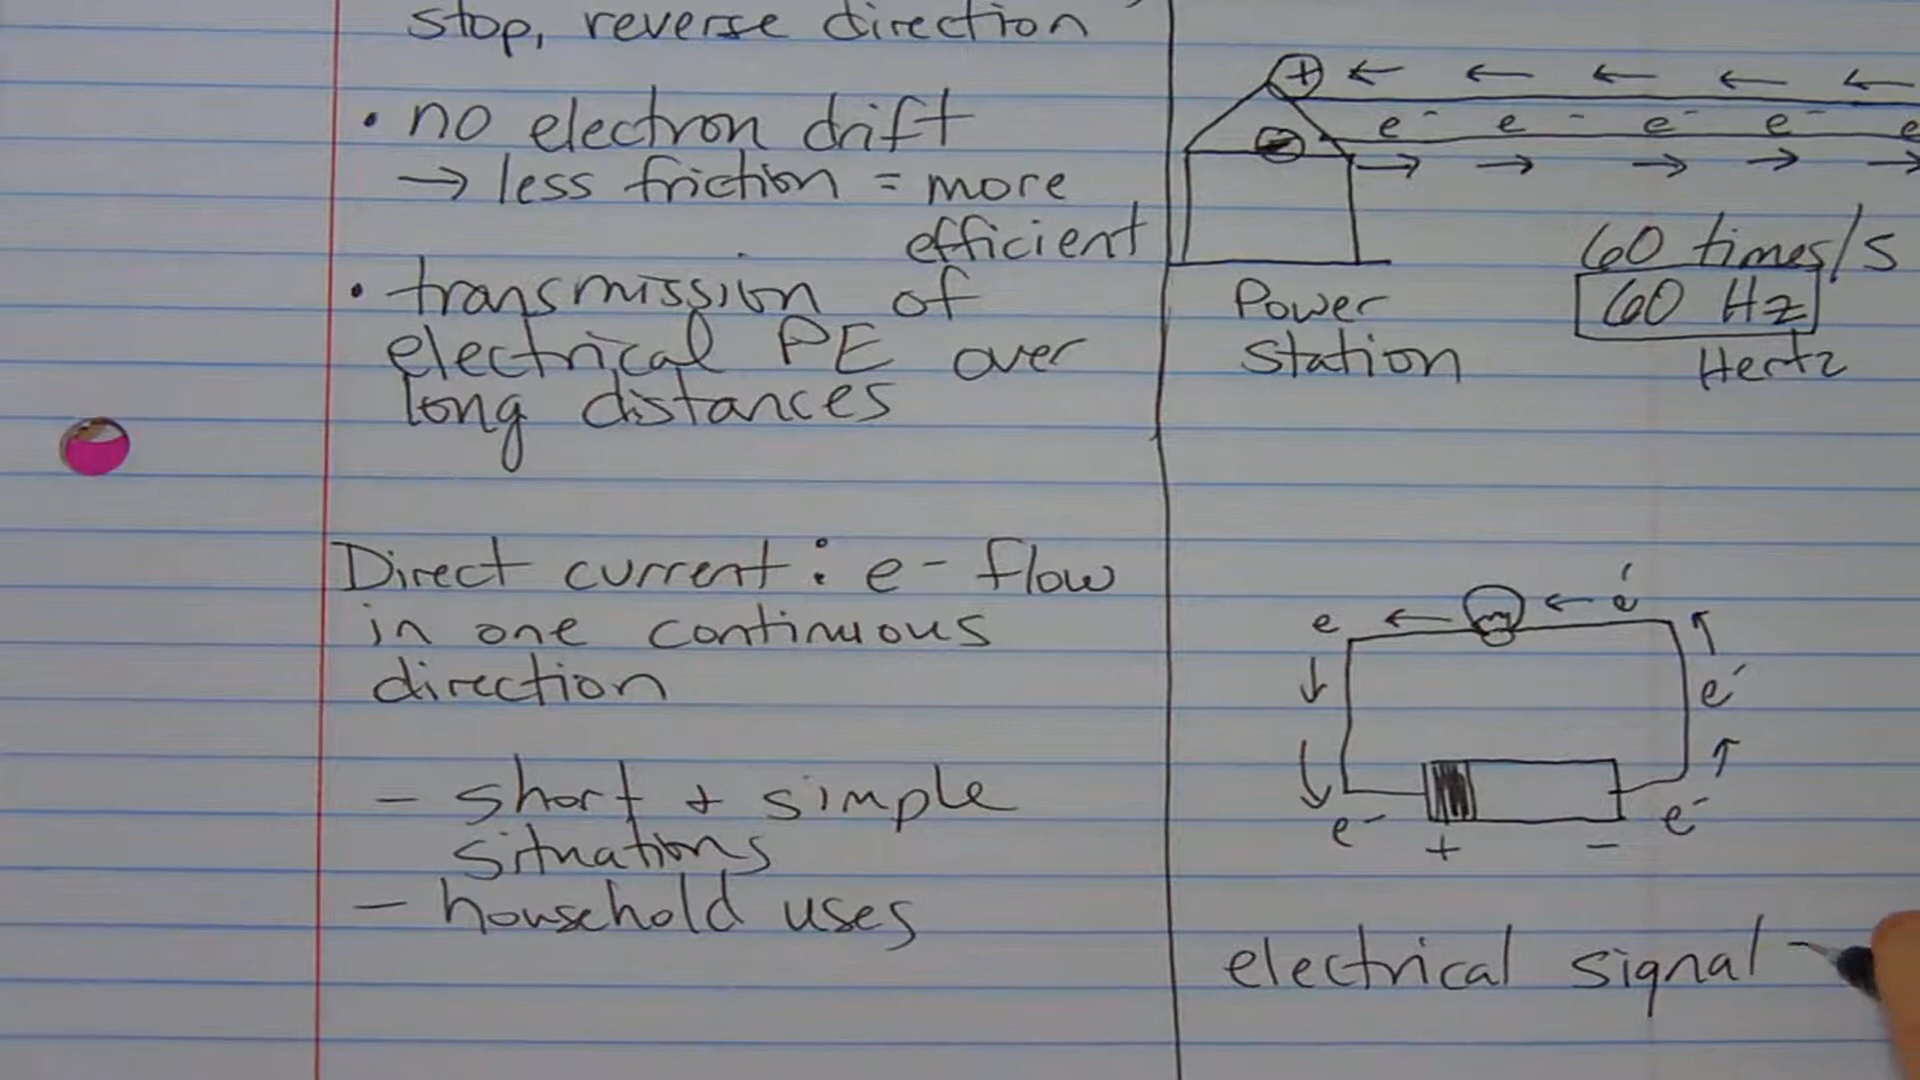 stop, reverse direction
• no electron drift
→ less friction = more
efficient
• transmission of
electrical PE over
long distances
Direct current : e- flow
in one continuous
direction
- short + simple
situations
- household uses
+ ← ← ← ← ←
- e- e- e- e- e
→ → → → →
60 times/s
60 Hz
Hertz
Power
Station
e ← ← e-
↓ ↑
e-
↓ ↑
e- e-
+ -
electrical signal -